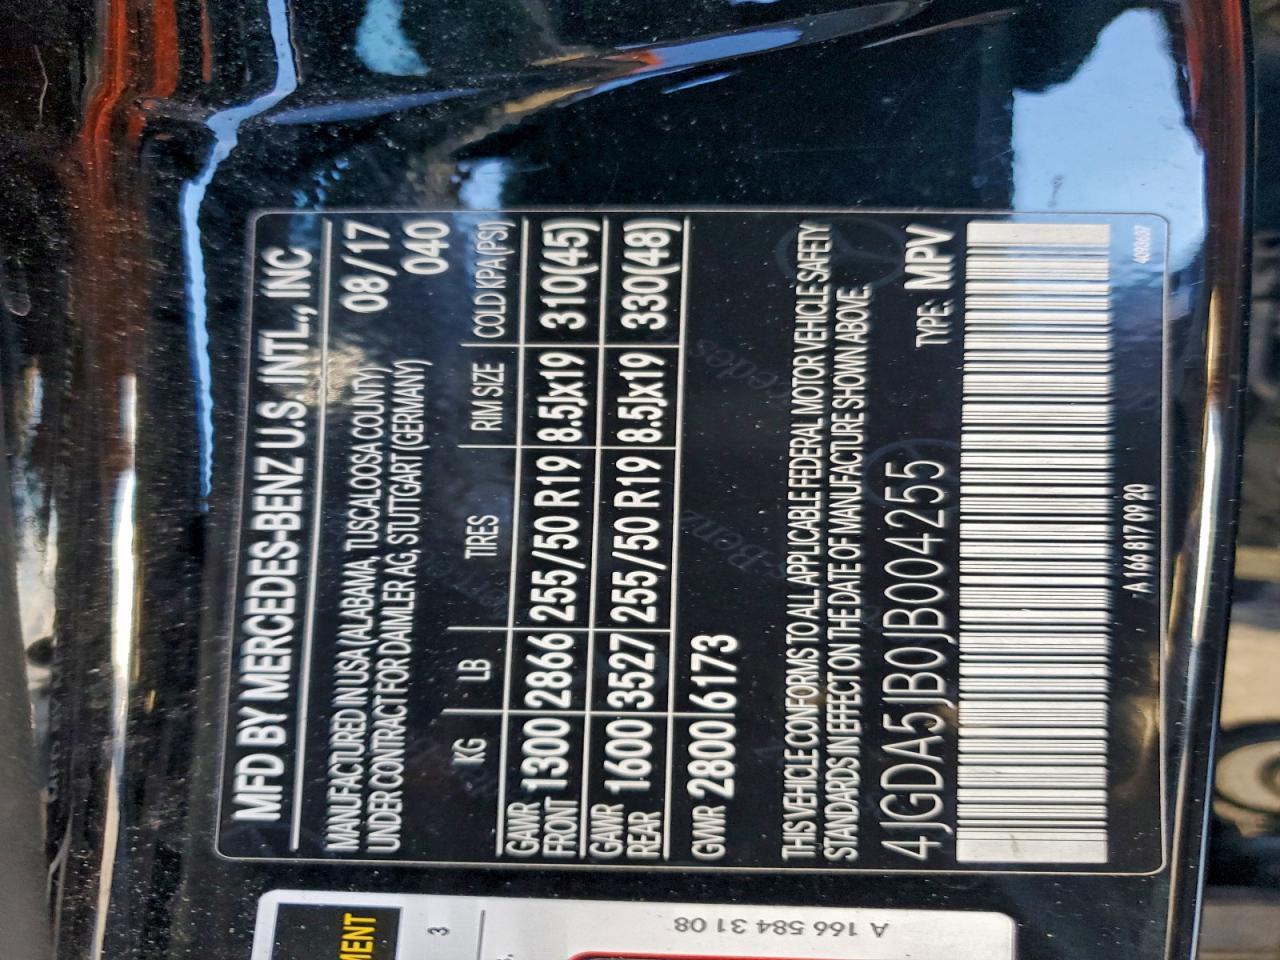 MFD BY MERCEDES-BENZ U.S. INTL., INC
MANUFACTURED IN USA (ALABAMA, TUSCALOOSA COUNTY) 08/17
UNDER CONTRACT FOR DAIMLER AG, STUTTGART (GERMANY) 040
KG LB TIRES RIM SIZE COLD KPA (PSI)
GAWR FRONT 1300 2866 255/50 R19 8.5Jx19 310(45)
GAWR REAR 1600 3527 255/50 R19 8.5Jx19 330(48)
GWR 2800 6173
THIS VEHICLE CONFORMS TO ALL APPLICABLE FEDERAL MOTOR VEHICLE SAFETY
STANDARDS IN EFFECT ON THE DATE OF MANUFACTURE SHOWN ABOVE.
4JGDA5JB0JB004255 TYPE: MPV
A 166 817 09 20
MENT
3
A 166 584 31 08